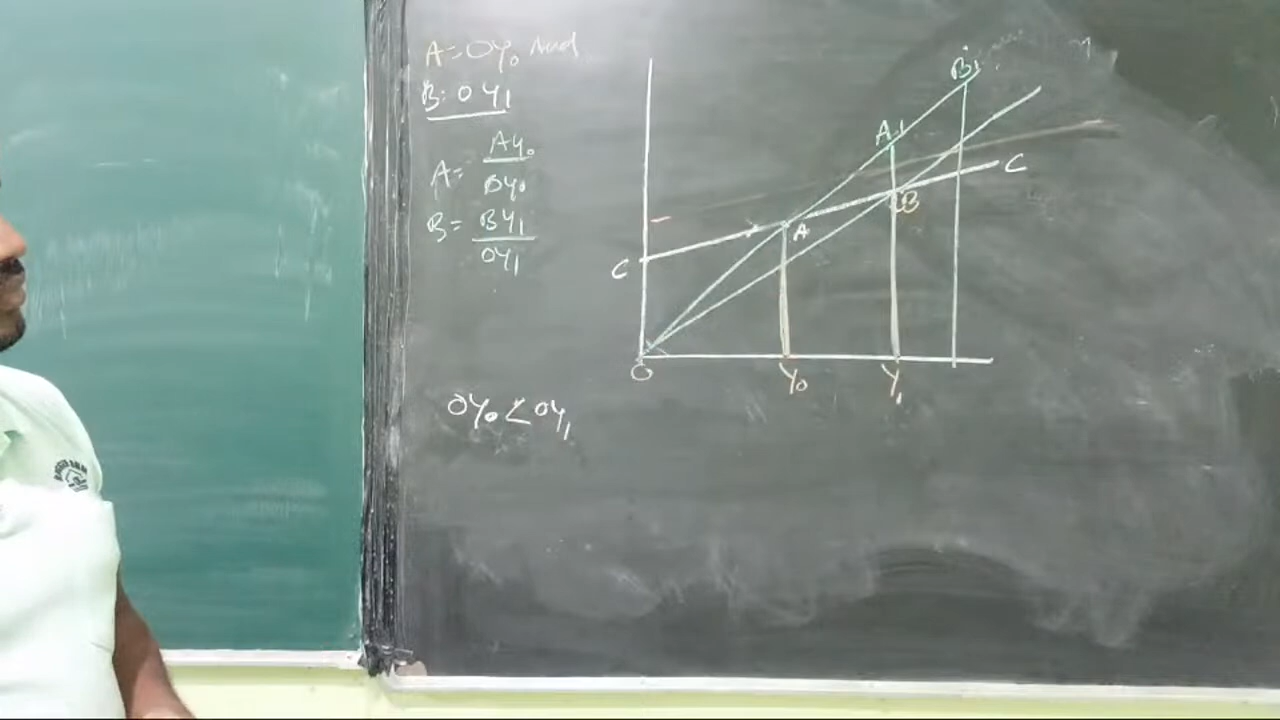 A = OY₀ And
B: OY₁
A = AY₀ / OY₀
B = BY₁ / OY₁
OY₀ < OY₁
B1
A1
C
B
A
C
O
Y₀
Y₁